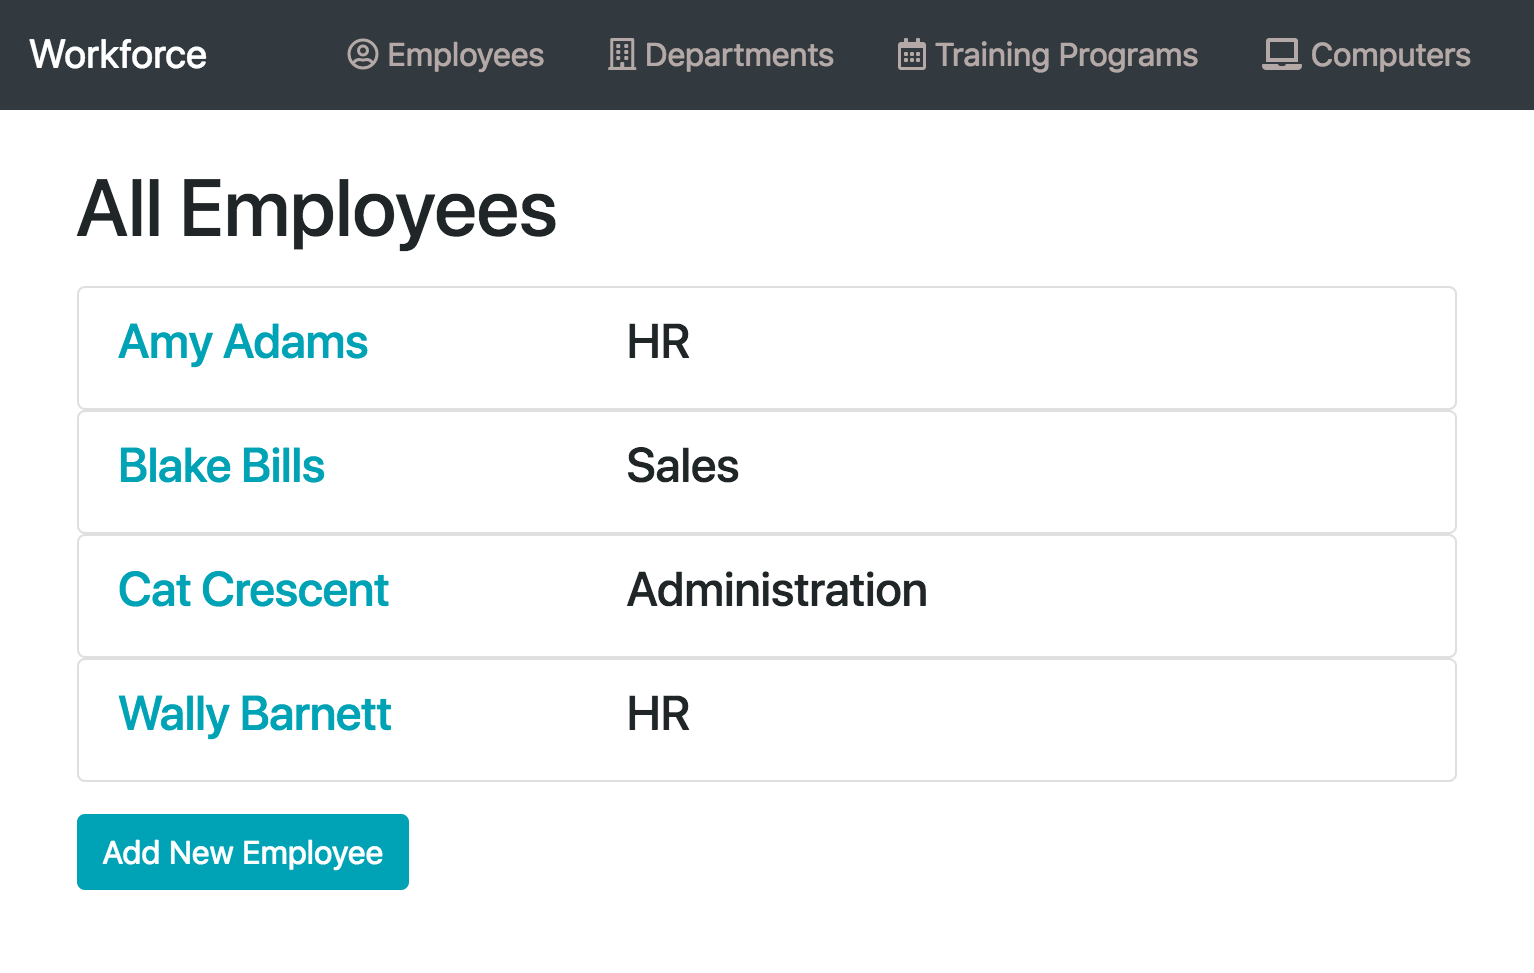 Workforce Employees Departments Training Programs Computers
All Employees
Amy Adams HR
Blake Bills Sales
Cat Crescent Administration
Wally Barnett HR
Add New Employee